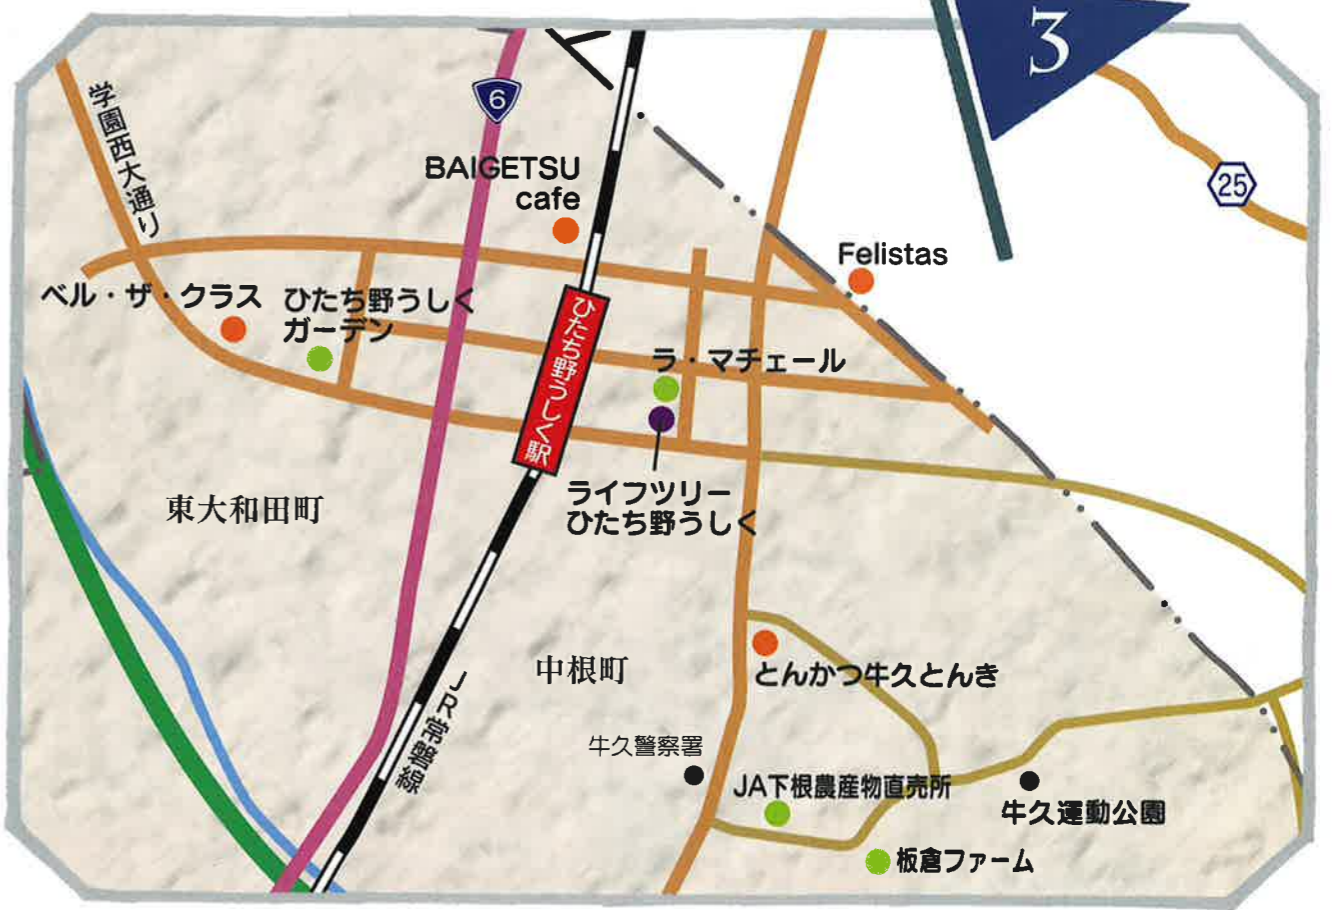 3
学園西大通り
6
25
BAIGETSU
cafe
Felistas
ベル・ザ・クラス
ひたち野うしく
ガーデン
ひたち野うしく駅
ラ・マチェール
ライフツリー
ひたち野うしく
東大和田町
中根町
とんかつ牛久とんき
JR常磐線
牛久警察署
JA下根農産物直売所
牛久運動公園
板倉ファーム